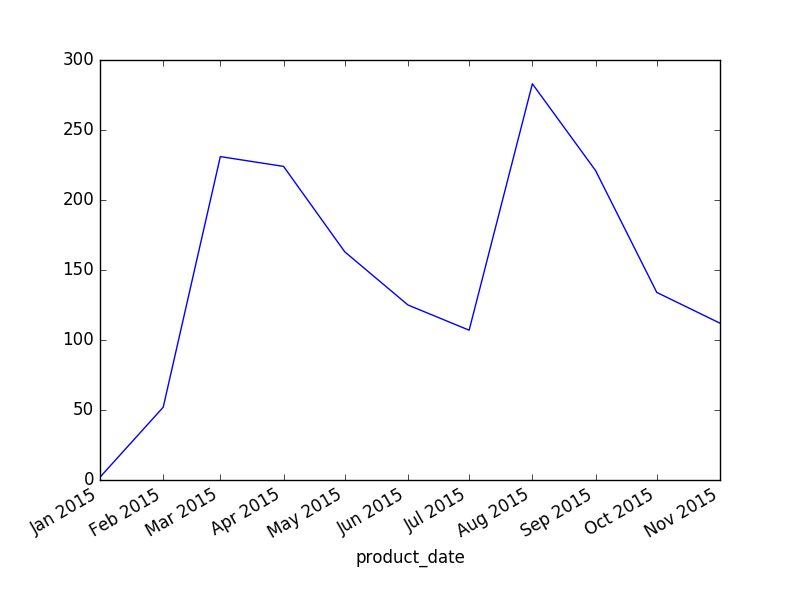 300
250
200
150
100
50
0
Jan 2015
Feb 2015
Mar 2015
Apr 2015
May 2015
Jun 2015
Jul 2015
Aug 2015
Sep 2015
Oct 2015
Nov 2015
product_date